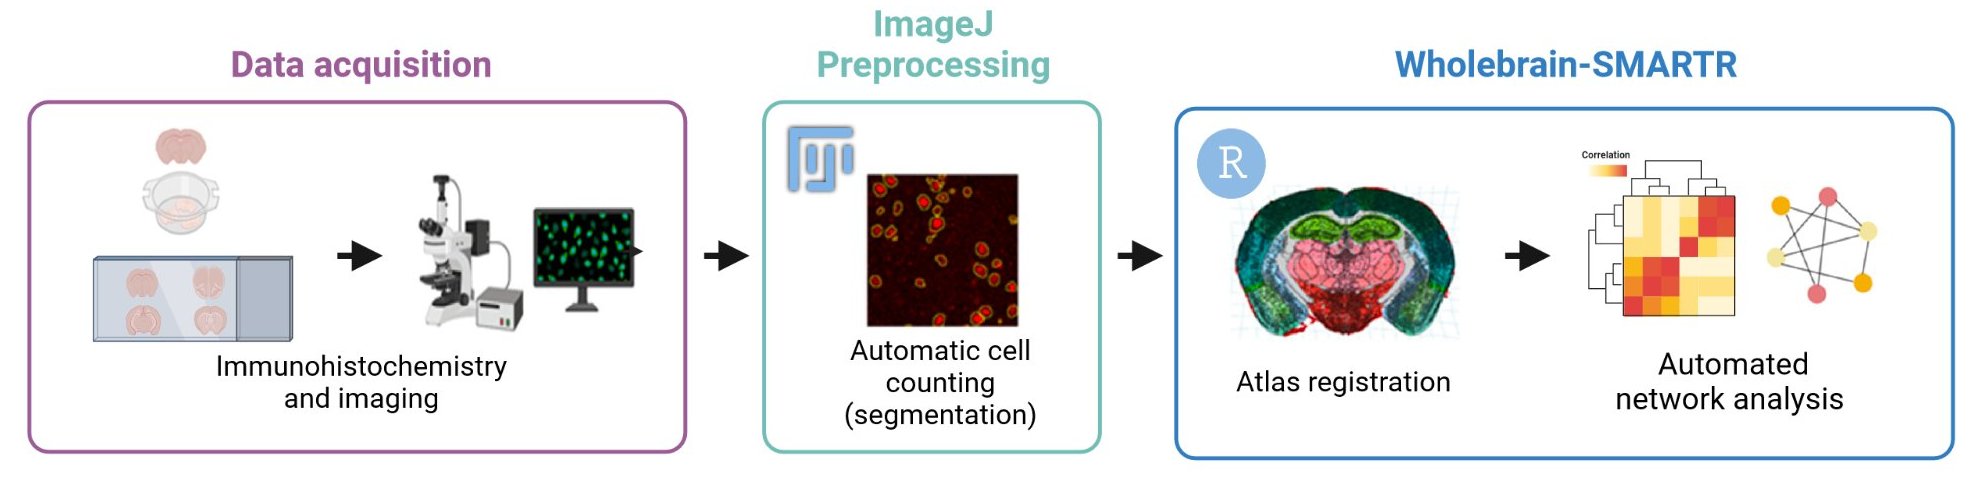 Data acquisition
Immunohistochemistry
and imaging
ImageJ
Preprocessing
Automatic cell
counting
(segmentation)
Wholebrain-SMARTR
R
Atlas registration
Correlation
Automated
network analysis